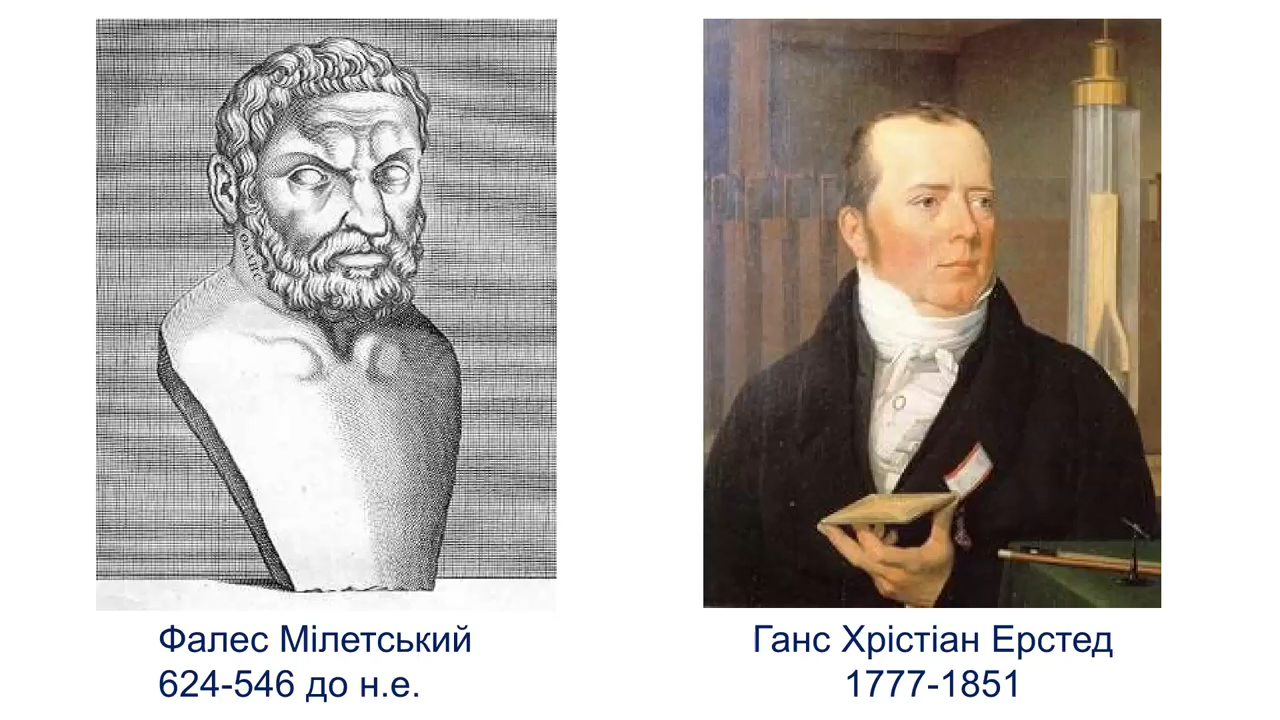 Фалес Мілетський
624-546 до н.е.
Ганс Хрістіан Ерстед
1777-1851